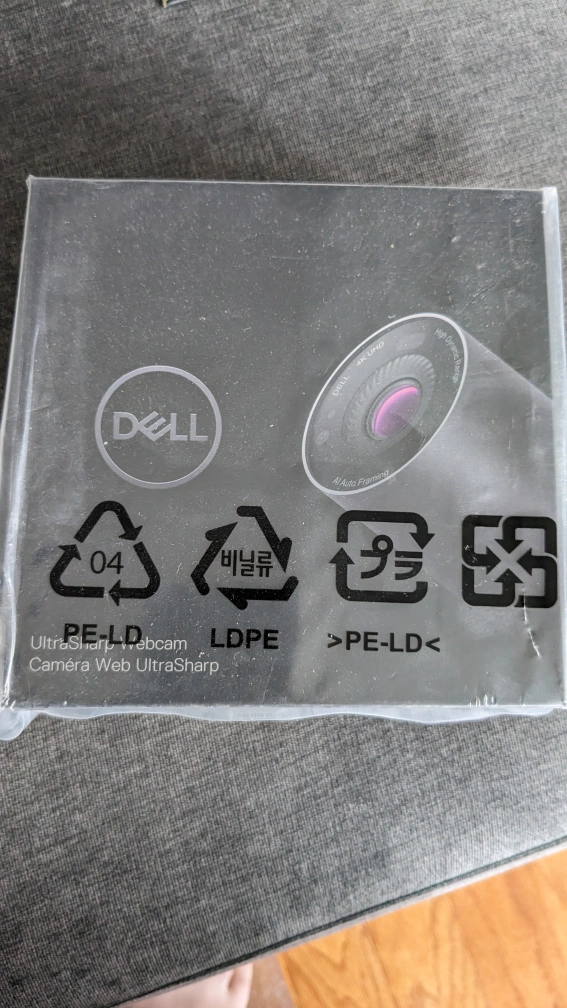 DELL
DELL 4K UHD
High Dynamic Range
AI Auto Framing
04
비닐류
プラ
PE-LD
LDPE
>PE-LD<
UltraSharp Webcam
Caméra Web UltraSharp